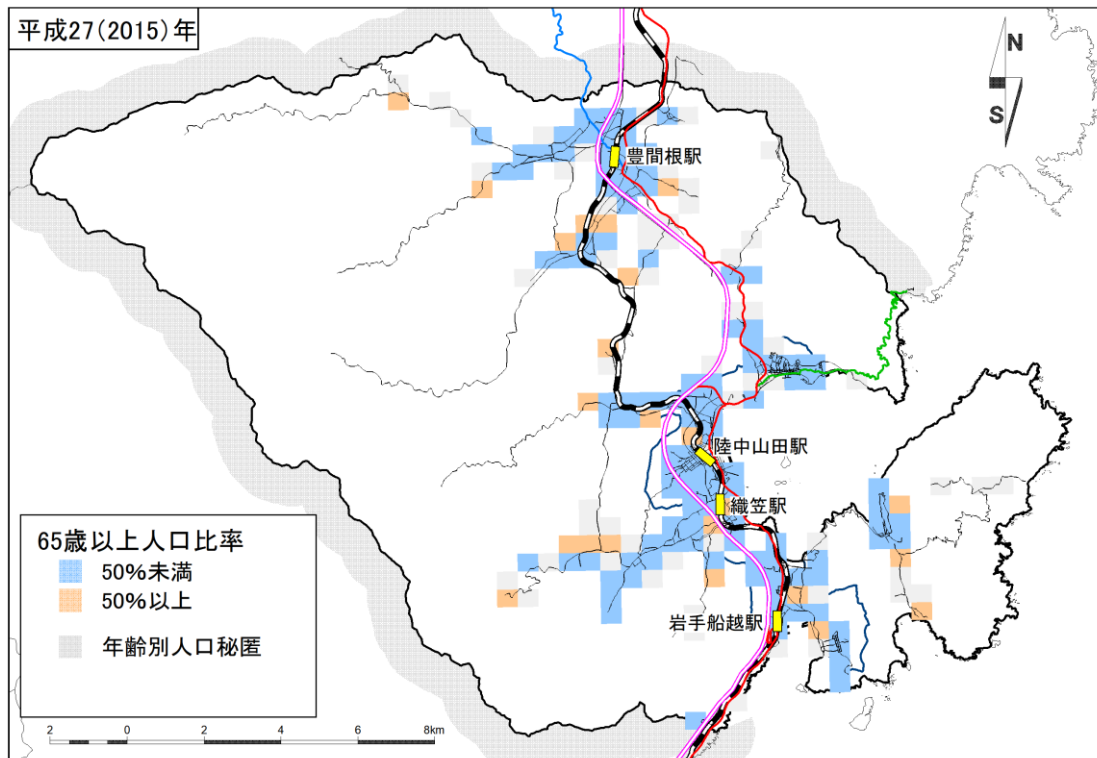 平成27(2015)年
N
S
豊間根駅
陸中山田駅
織笠駅
岩手船越駅
65歳以上人口比率
50%未満
50%以上
年齢別人口秘匿
2 0 2 4 6 8km